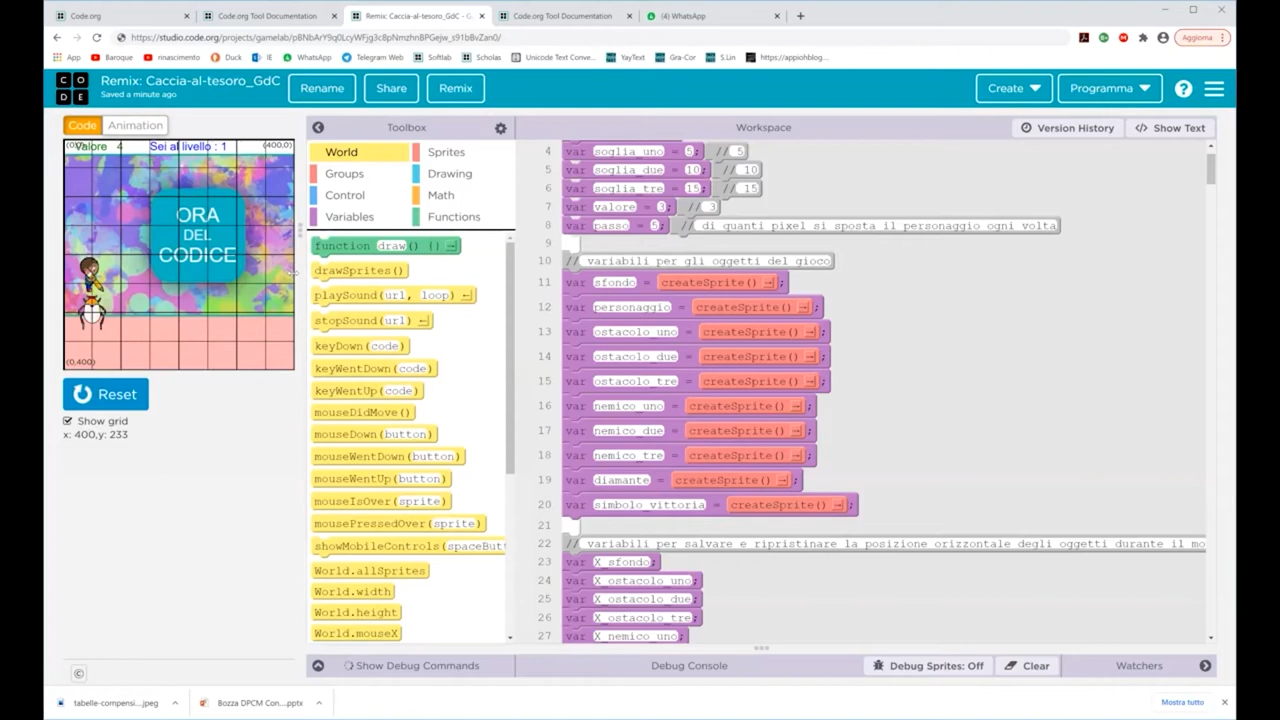 Code.org
Code.org Tool Documentation
Remix: Caccia-al-tesoro_GdC - G
Code.org Tool Documentation
(4) WhatsApp
https://studio.code.org/projects/gamelab/pBNbArY9q0LcyWFjg3c8pNmzhnBPGejw_s91bBvZan0/
Aggiorna
App
Baroque
rinascimento
Duck
IE
WhatsApp
Telegram Web
Softlab
Scholas
Unicode Text Conve...
YayText
Gra-Cor
S.Lin
https://appiohblog....
CODE
Remix: Caccia-al-tesoro_GdC
Saved a minute ago
Rename
Share
Remix
Create
Programma
Code
Animation
Toolbox
Workspace
Version History
Show Text
Valore 4
Sei al livello : 1
(400,0)
ORA
DEL
CODICE
(0,400)
Reset
Show grid
x: 400,y: 233
World
Sprites
Groups
Drawing
Control
Math
Variables
Functions
function draw() {}
drawSprites()
playSound(url, loop)
stopSound(url)
keyDown(code)
keyWentDown(code)
keyWentUp(code)
mouseDidMove()
mouseDown(button)
mouseWentDown(button)
mouseWentUp(button)
mouseIsOver(sprite)
mousePressedOver(sprite)
showMobileControls(spaceButt
World.allSprites
World.width
World.height
World.mouseX
4 var soglia_uno = 5; // 5
5 var soglia_due = 10; // 10
6 var soglia_tre = 15; // 15
7 var valore = 3; // 3
8 var passo = 5; // di quanti pixel si sposta il personaggio ogni volta
9
10 // variabili per gli oggetti del gioco
11 var sfondo = createSprite();
12 var personaggio = createSprite();
13 var ostacolo_uno = createSprite();
14 var ostacolo_due = createSprite();
15 var ostacolo_tre = createSprite();
16 var nemico_uno = createSprite();
17 var nemico_due = createSprite();
18 var nemico_tre = createSprite();
19 var diamante = createSprite();
20 var simbolo_vittoria = createSprite();
21
22 // variabili per salvare e ripristinare la posizione orizzontale degli oggetti durante il mo
23 var X_sfondo;
24 var X_ostacolo_uno;
25 var X_ostacolo_due;
26 var X_ostacolo_tre;
27 var X_nemico_uno;
Show Debug Commands
Debug Console
Debug Sprites: Off
Clear
Watchers
tabelle-compensi...jpeg
Bozza DPCM Con....pptx
Mostra tutto